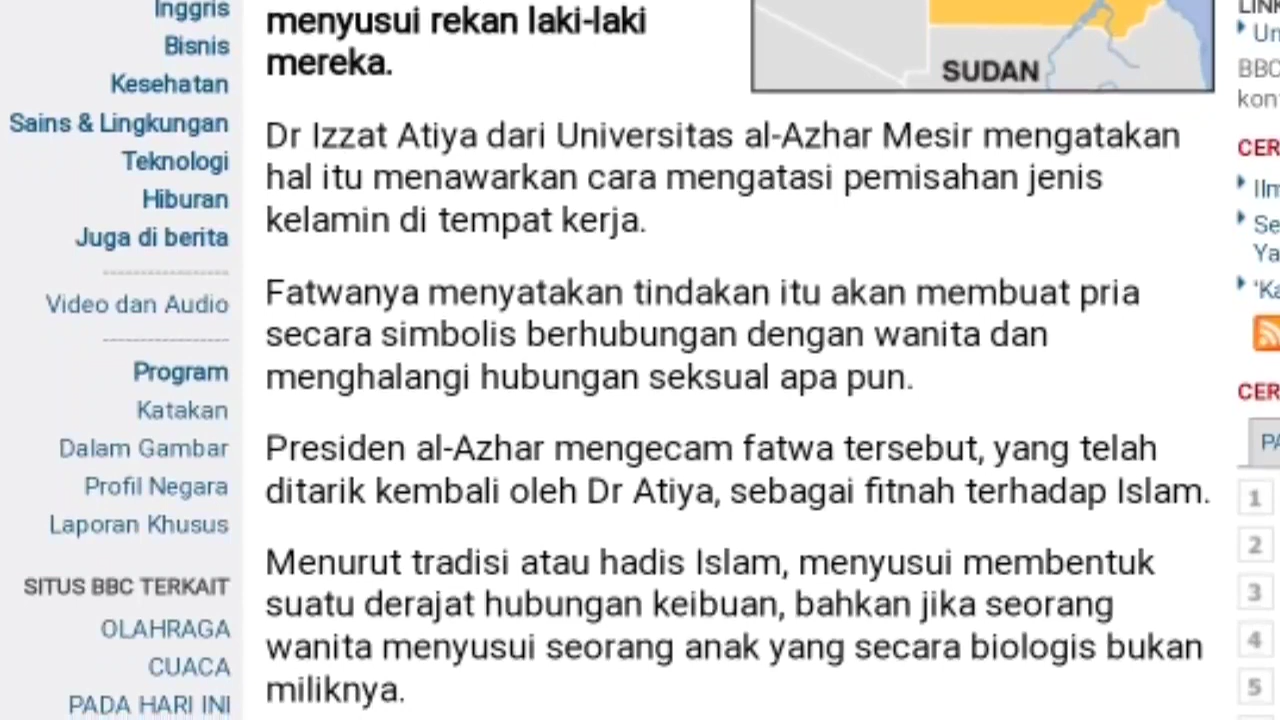 Inggris
Bisnis
Kesehatan
Sains & Lingkungan
Teknologi
Hiburan
Juga di berita
Video dan Audio
Program
Katakan
Dalam Gambar
Profil Negara
Laporan Khusus
SITUS BBC TERKAIT
OLAHRAGA
CUACA
PADA HARI INI
menyusui rekan laki-laki
mereka.
SUDAN
Dr Izzat Atiya dari Universitas al-Azhar Mesir mengatakan
hal itu menawarkan cara mengatasi pemisahan jenis
kelamin di tempat kerja.
Fatwanya menyatakan tindakan itu akan membuat pria
secara simbolis berhubungan dengan wanita dan
menghalangi hubungan seksual apa pun.
Presiden al-Azhar mengecam fatwa tersebut, yang telah
ditarik kembali oleh Dr Atiya, sebagai fitnah terhadap Islam.
Menurut tradisi atau hadis Islam, menyusui membentuk
suatu derajat hubungan keibuan, bahkan jika seorang
wanita menyusui seorang anak yang secara biologis bukan
miliknya.
BBC
1
2
3
4
5